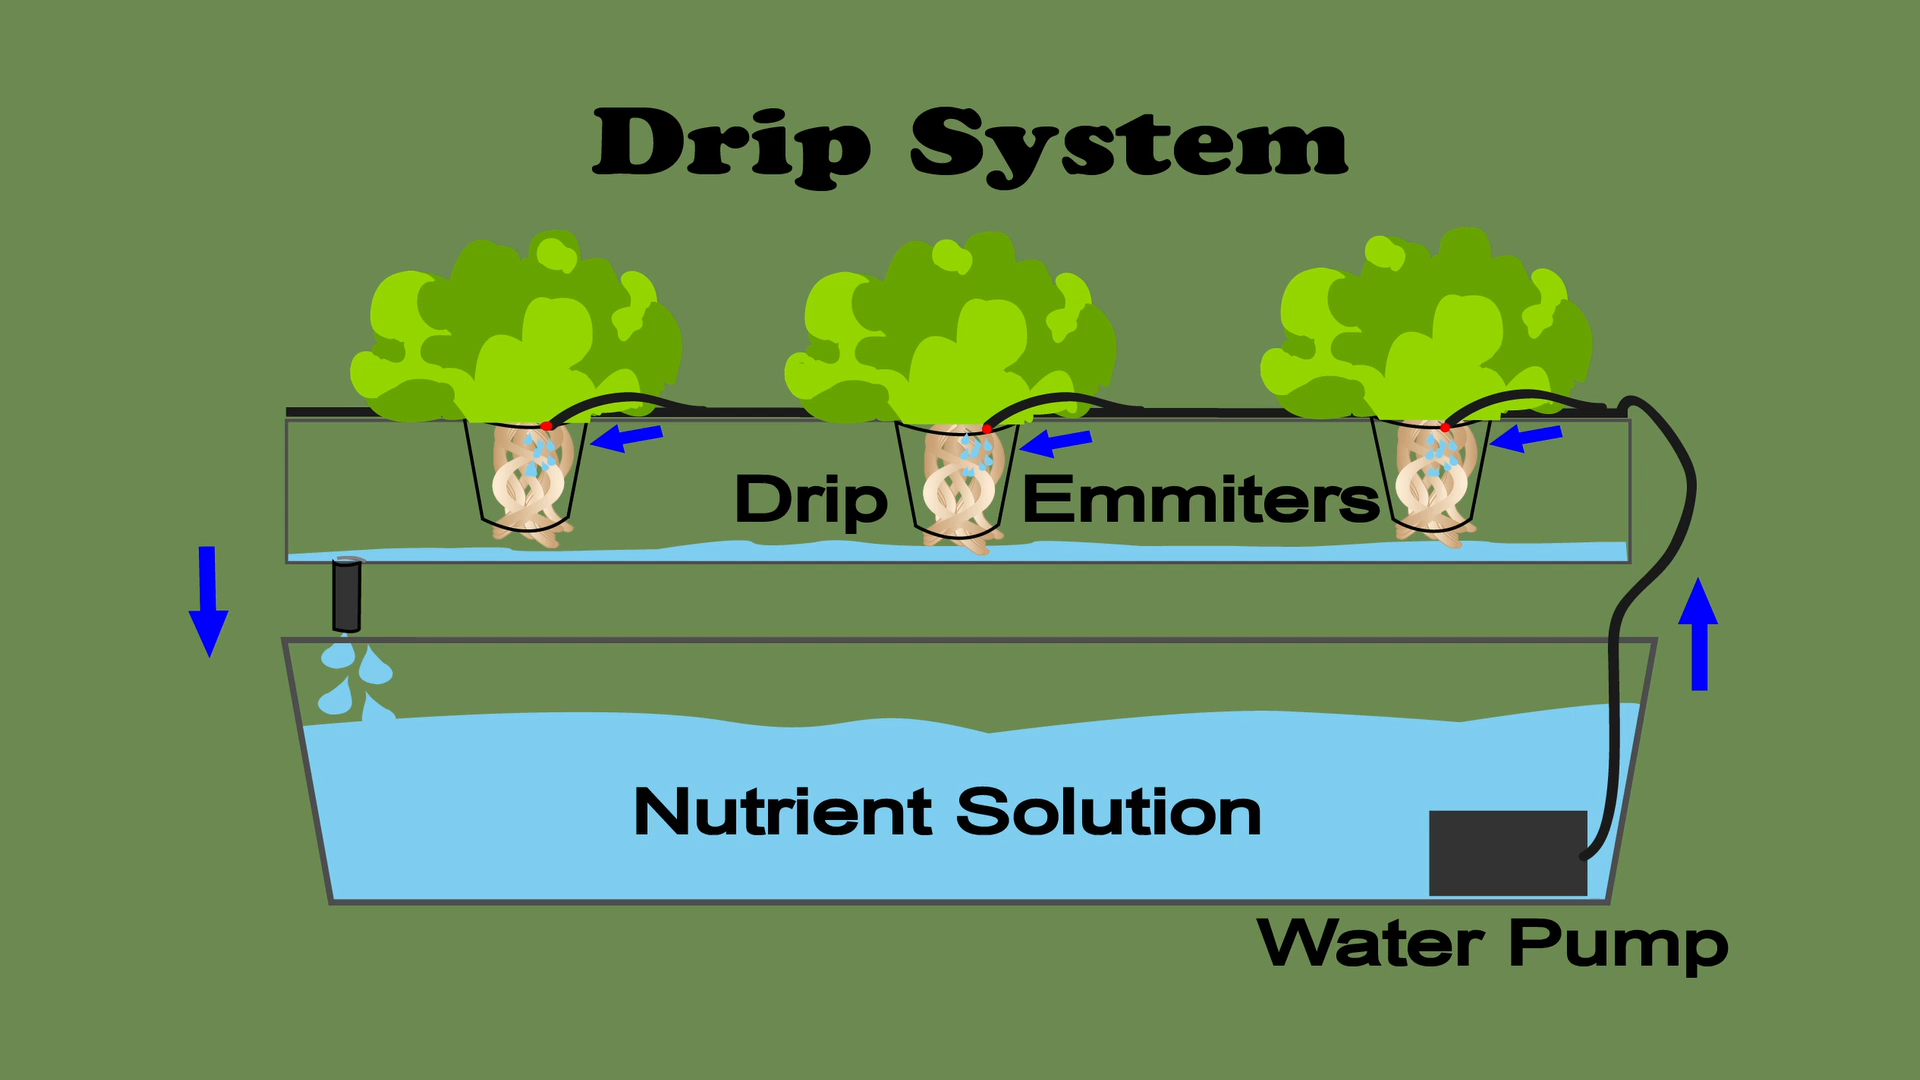 Drip System
Drip Emmiters
Nutrient Solution
Water Pump